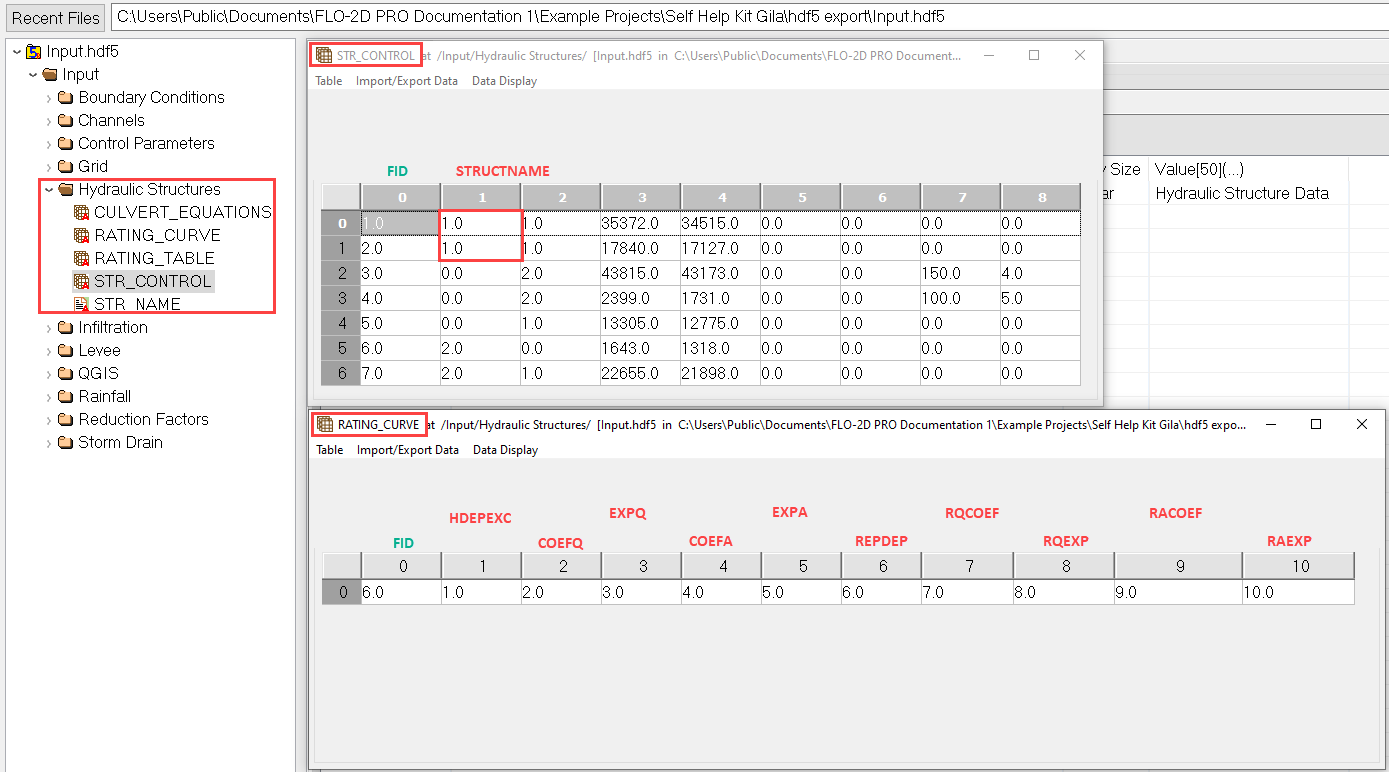 Recent Files C:\Users\Public\Documents\FLO-2D PRO Documentation 1\Example Projects\Self Help Kit Gila\hdf5 export\Input.hdf5
Input.hdf5
Input
Boundary Conditions
Channels
Control Parameters
Grid
Hydraulic Structures
CULVERT_EQUATIONS
RATING_CURVE
RATING_TABLE
STR_CONTROL
STR_NAME
Infiltration
Levee
QGIS
Rainfall
Reduction Factors
Storm Drain
STR_CONTROL at /Input/Hydraulic Structures/ [Input.hdf5 in C:\Users\Public\Documents\FLO-2D PRO Document...
Table Import/Export Data Data Display
FID STRUCTNAME
0 1 2 3 4 5 6 7 8
0 1.0 1.0 1.0 35372.0 34515.0 0.0 0.0 0.0 0.0
1 2.0 1.0 1.0 17840.0 17127.0 0.0 0.0 0.0 0.0
2 3.0 0.0 2.0 43815.0 43173.0 0.0 0.0 150.0 4.0
3 4.0 0.0 2.0 2399.0 1731.0 0.0 0.0 100.0 5.0
4 5.0 0.0 1.0 13305.0 12775.0 0.0 0.0 0.0 0.0
5 6.0 2.0 0.0 1643.0 1318.0 0.0 0.0 0.0 0.0
6 7.0 2.0 1.0 22655.0 21898.0 0.0 0.0 0.0 0.0
y Size Value[50](...)
ar Hydraulic Structure Data
RATING_CURVE at /Input/Hydraulic Structures/ [Input.hdf5 in C:\Users\Public\Documents\FLO-2D PRO Documentation 1\Example Projects\Self Help Kit Gila\hdf5 expo...
Table Import/Export Data Data Display
HDEPEXC EXPQ EXPA RQCOEF RACOEF
FID COEFQ COEFA REPDEP RQEXP RAEXP
0 1 2 3 4 5 6 7 8 9 10
0 6.0 1.0 2.0 3.0 4.0 5.0 6.0 7.0 8.0 9.0 10.0